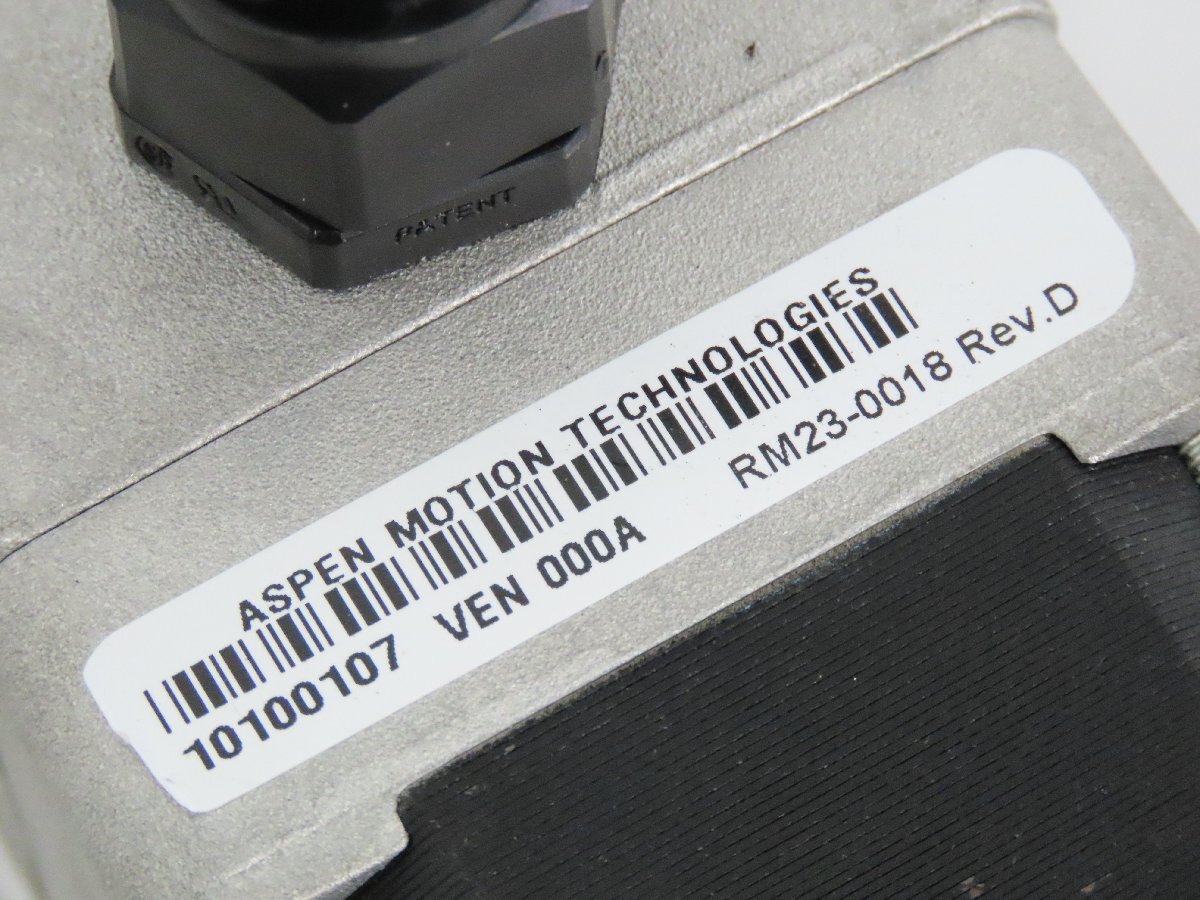 PATENT
ASPEN MOTION TECHNOLOGIES
10100107 VEN 000A RM23-0018 Rev.D